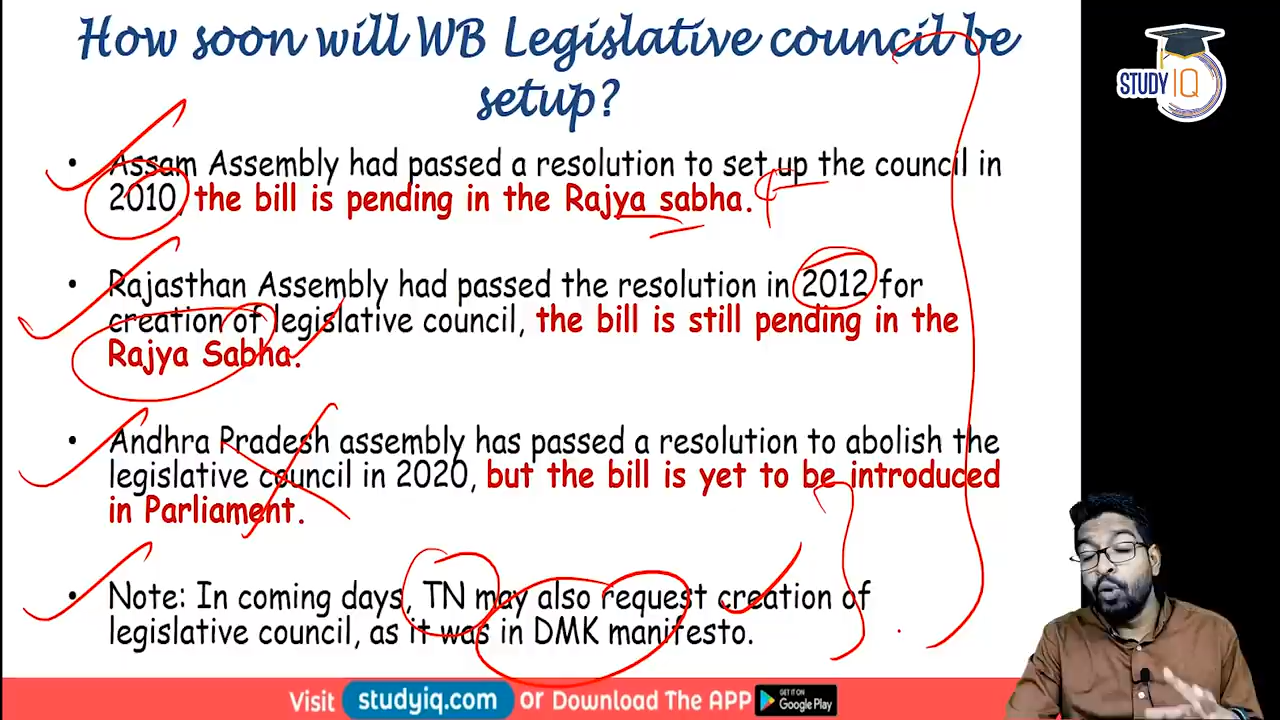 How soon will WB Legislative council be
setup?
STUDY IQ
• Assam Assembly had passed a resolution to set up the council in
2010, the bill is pending in the Rajya sabha.
• Rajasthan Assembly had passed the resolution in 2012 for
creation of legislative council, the bill is still pending in the
Rajya Sabha.
• Andhra Pradesh assembly has passed a resolution to abolish the
legislative council in 2020, but the bill is yet to be introduced
in Parliament.
• Note: In coming days, TN may also request creation of
legislative council, as it was in DMK manifesto.
Visit studyiq.com or Download The APP GET IT ON Google Play